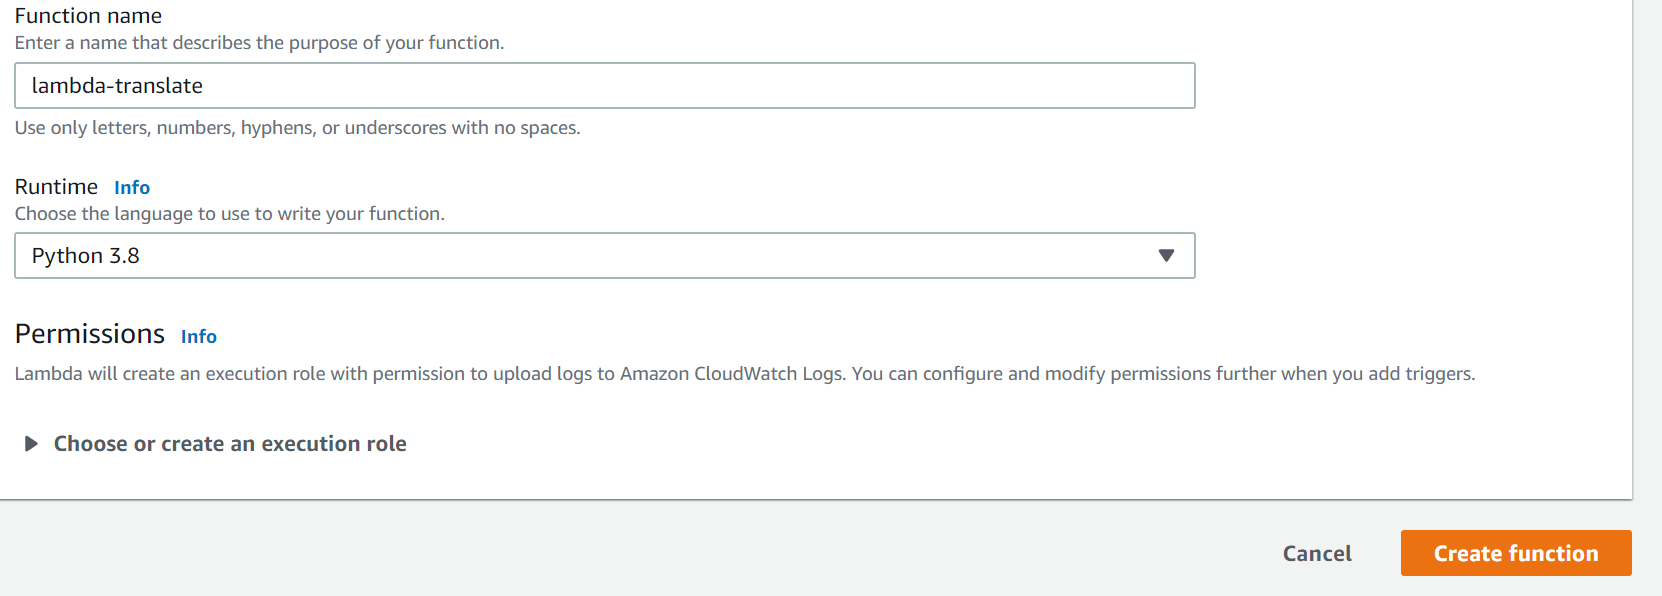 Function name
Enter a name that describes the purpose of your function.
lambda-translate
Use only letters, numbers, hyphens, or underscores with no spaces.
Runtime Info
Choose the language to use to write your function.
Python 3.8
Permissions Info
Lambda will create an execution role with permission to upload logs to Amazon CloudWatch Logs. You can configure and modify permissions further when you add triggers.
Choose or create an execution role
Cancel Create function